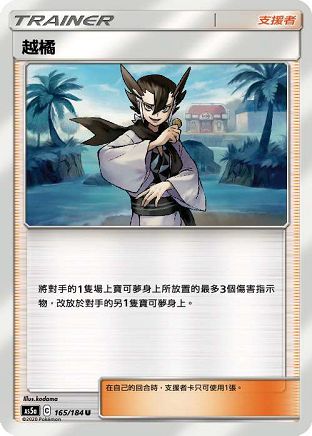 TRAINER
支援者
越橘
將對手的1隻場上寶可夢身上所放置的最多3個傷害指示
物，改放於對手的另1隻寶可夢身上。
Illus.kodama
在自己的回合時，支援者卡只可使用1張。
AS5a C 165/184 U
©2020 Pokémon